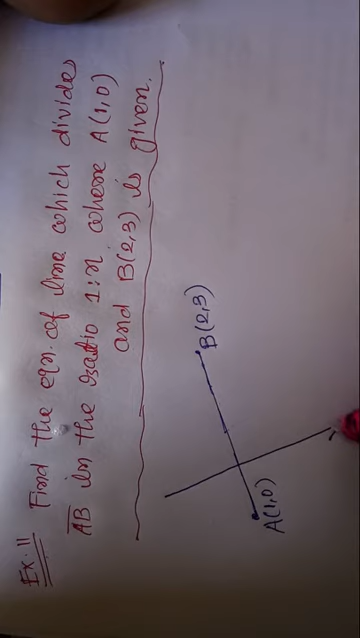 Ex. 11 Find the eqn. of line which divides
AB in the ratio 1:n where A(1,0)
and B(2,3) is given.
B(2,3)
A(1,0)